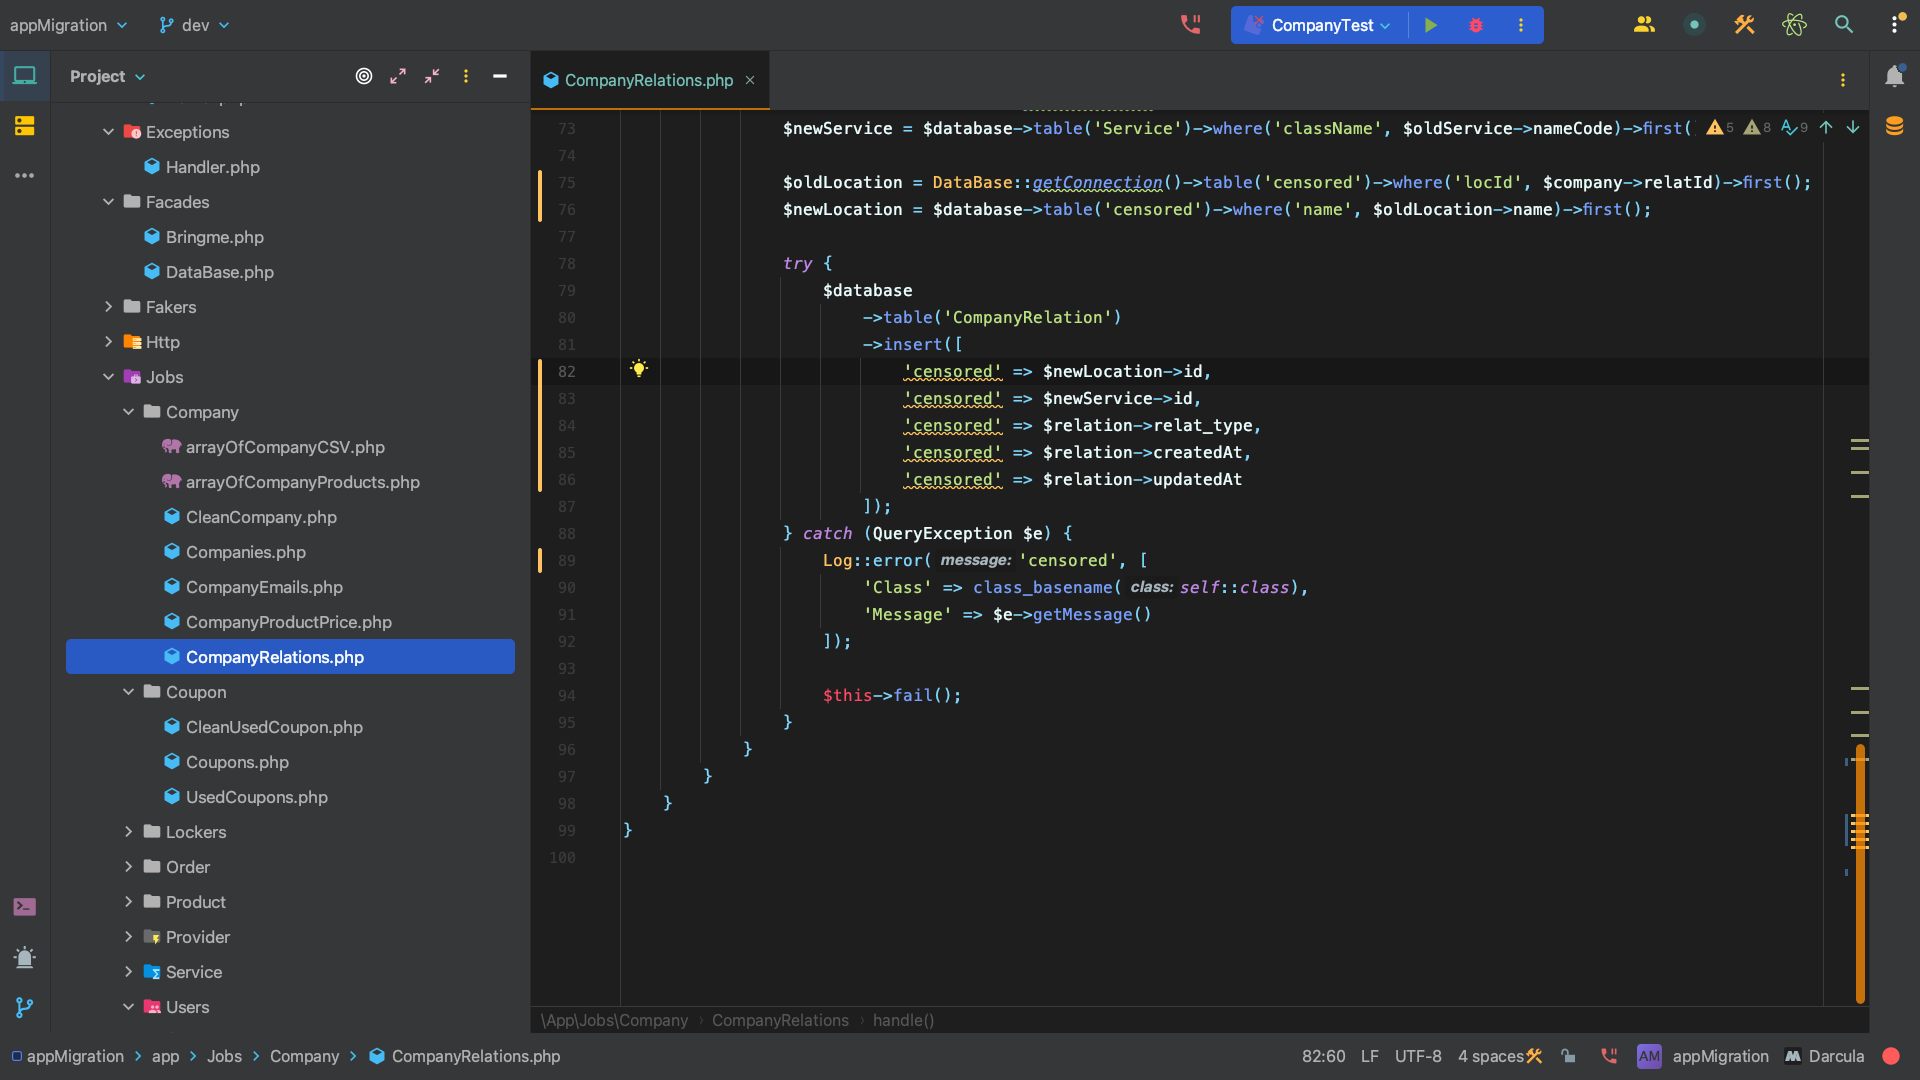 appMigration dev CompanyTest
Project
CompanyRelations.php
Exceptions
Handler.php
Facades
Bringme.php
DataBase.php
Fakers
Http
Jobs
Company
arrayOfCompanyCSV.php
arrayOfCompanyProducts.php
CleanCompany.php
Companies.php
CompanyEmails.php
CompanyProductPrice.php
CompanyRelations.php
Coupon
CleanUsedCoupon.php
Coupons.php
UsedCoupons.php
Lockers
Order
Product
Provider
Service
Users
73 $newService = $database->table('Service')->where('className', $oldService->nameCode)->first( 5 8 9
74
75 $oldLocation = DataBase::getConnection()->table('censored')->where('locId', $company->relatId)->first();
76 $newLocation = $database->table('censored')->where('name', $oldLocation->name)->first();
77
78 try {
79 $database
80 ->table('CompanyRelation')
81 ->insert([
82 'censored' => $newLocation->id,
83 'censored' => $newService->id,
84 'censored' => $relation->relat_type,
85 'censored' => $relation->createdAt,
86 'censored' => $relation->updatedAt
87 ]);
88 } catch (QueryException $e) {
89 Log::error( message: 'censored', [
90 'Class' => class_basename( class: self::class),
91 'Message' => $e->getMessage()
92 ]);
93
94 $this->fail();
95 }
96 }
97 }
98 }
99 }
100
\App\Jobs\Company › CompanyRelations › handle()
appMigration › app › Jobs › Company › CompanyRelations.php
82:60 LF UTF-8 4 spaces AM appMigration Darcula